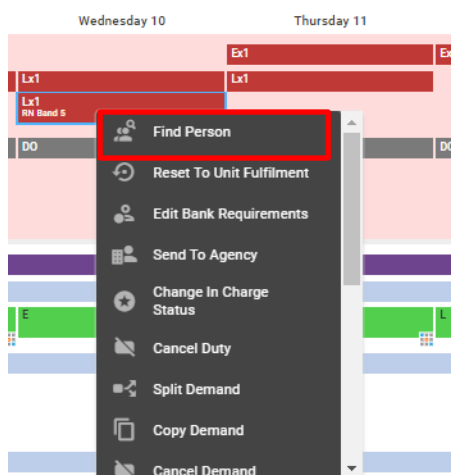 Wednesday 10 Thursday 11
Ex1 Ex
Lx1 Lx1
Lx1
RN Band 5
DO DO
Find Person
Reset To Unit Fulfilment
Edit Bank Requirements
Send To Agency
Change In Charge
Status
E L
Cancel Duty
Split Demand
Copy Demand
Cancel Demand